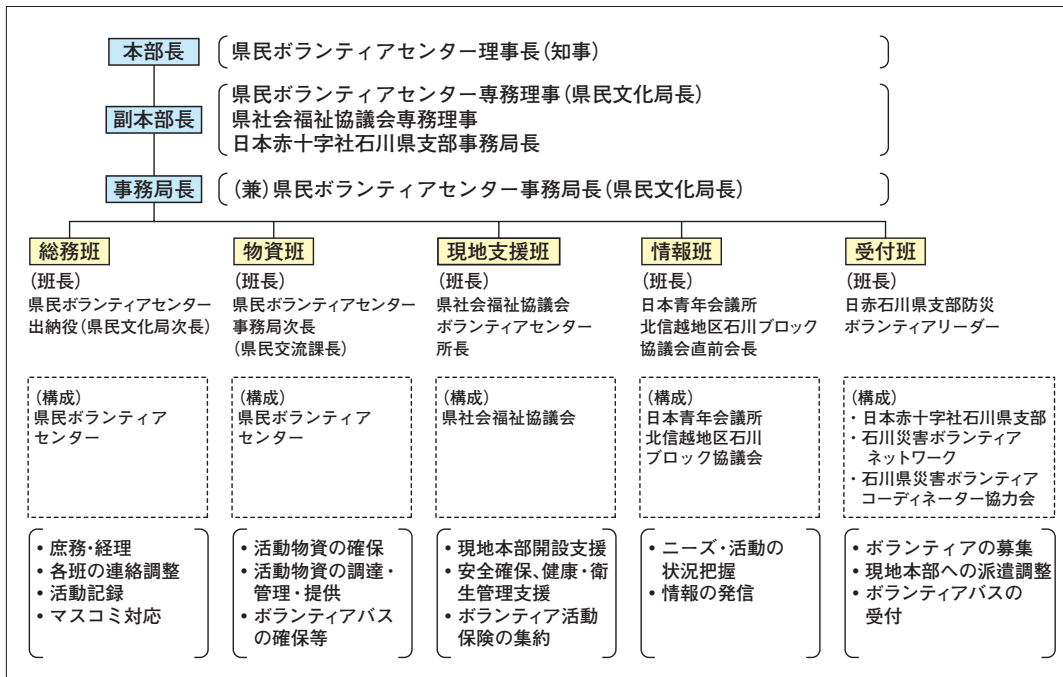 本部長
県民ボランティアセンター理事長(知事)
副本部長
県民ボランティアセンター専務理事(県民文化局長)
県社会福祉協議会専務理事
日本赤十字社石川県支部事務局長
事務局長
(兼)県民ボランティアセンター事務局長(県民文化局長)
総務班
(班長)
県民ボランティアセンター
出納役(県民文化局次長)
(構成)
県民ボランティア
センター
・庶務・経理
・各班の連絡調整
・活動記録
・マスコミ対応
物資班
(班長)
県民ボランティアセンター
事務局次長
(県民交流課長)
(構成)
県民ボランティア
センター
・活動物資の確保
・活動物資の調達・
管理・提供
・ボランティアバス
の確保等
現地支援班
(班長)
県社会福祉協議会
ボランティアセンター
所長
(構成)
県社会福祉協議会
・現地本部開設支援
・安全確保、健康・衛
生管理支援
・ボランティア活動
保険の集約
情報班
(班長)
日本青年会議所
北信越地区石川ブロック
協議会直前会長
(構成)
日本青年会議所
北信越地区石川
ブロック協議会
・ニーズ・活動の
状況把握
・情報の発信
受付班
(班長)
日赤石川県支部防災
ボランティアリーダー
(構成)
・日本赤十字社石川県支部
・石川災害ボランティア
ネットワーク
・石川県災害ボランティア
コーディネーター協力会
・ボランティアの募集
・現地本部への派遣調整
・ボランティアバスの
受付